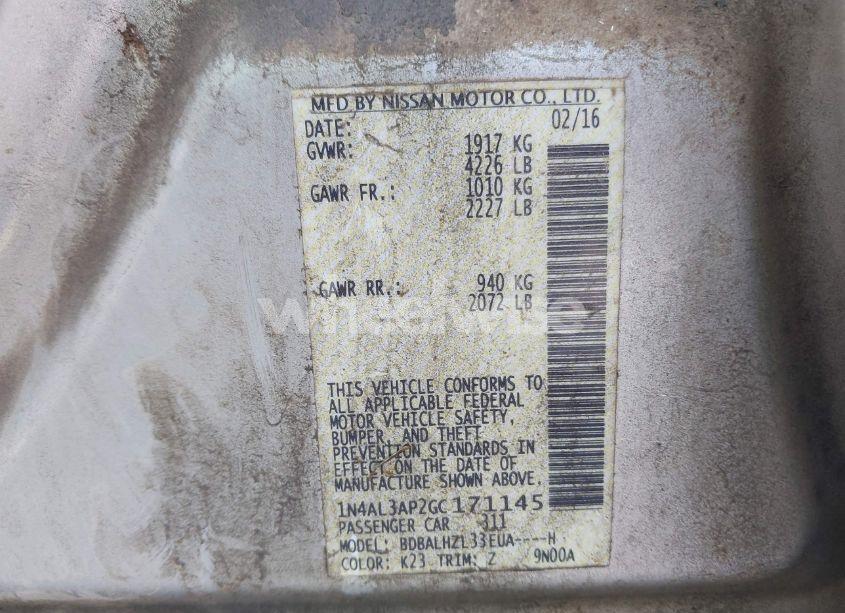 MFD BY NISSAN MOTOR CO., LTD.
DATE: 02/16
GVWR: 1917 KG
4226 LB
GAWR FR.: 1010 KG
2227 LB
GAWR RR.: 940 KG
2072 LB
wheelwise
THIS VEHICLE CONFORMS TO
ALL APPLICABLE FEDERAL
MOTOR VEHICLE SAFETY,
BUMPER, AND THEFT
PREVENTION STANDARDS IN
EFFECT ON THE DATE OF
MANUFACTURE SHOWN ABOVE.
1N4AL3AP2GC171145
PASSENGER CAR 311
MODEL: BDBALHZL33EUA----H
COLOR: K23 TRIM: Z 9N00A